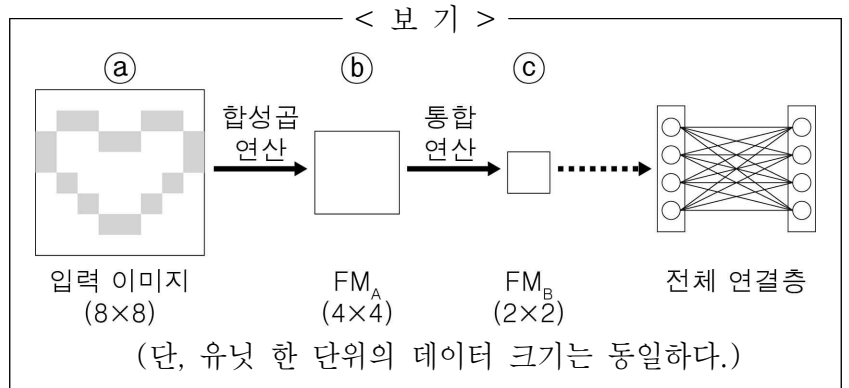 < 보 기 >
ⓐ ⓑ ⓒ
합성곱 통합
연산 연산
입력 이미지 FM_A FM_B 전체 연결층
(8×8) (4×4) (2×2)
(단, 유닛 한 단위의 데이터 크기는 동일하다.)